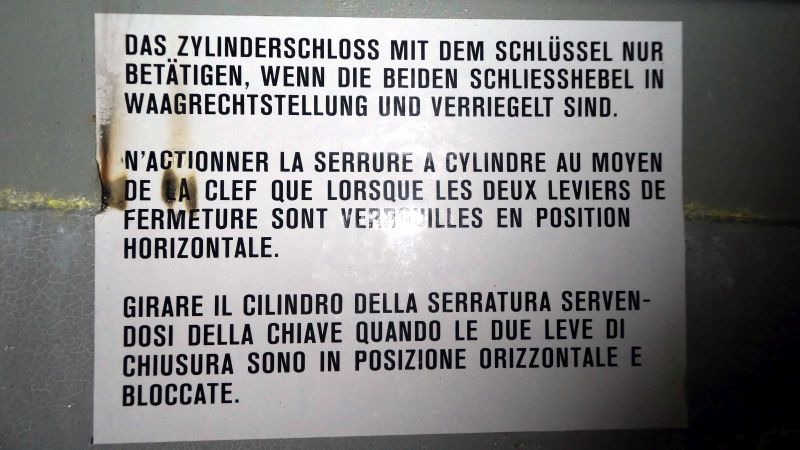 DAS ZYLINDERSCHLOSS MIT DEM SCHLÜSSEL NUR
BETÄTIGEN, WENN DIE BEIDEN SCHLIESSHEBEL IN
WAAGRECHTSTELLUNG UND VERRIEGELT SIND.
N'ACTIONNER LA SERRURE A CYLINDRE AU MOYEN
DE LA CLEF QUE LORSQUE LES DEUX LEVIERS DE
FERMETURE SONT VERROUILLES EN POSITION
HORIZONTALE.
GIRARE IL CILINDRO DELLA SERRATURA SERVEN-
DOSI DELLA CHIAVE QUANDO LE DUE LEVE DI
CHIUSURA SONO IN POSIZIONE ORIZZONTALE E
BLOCCATE.